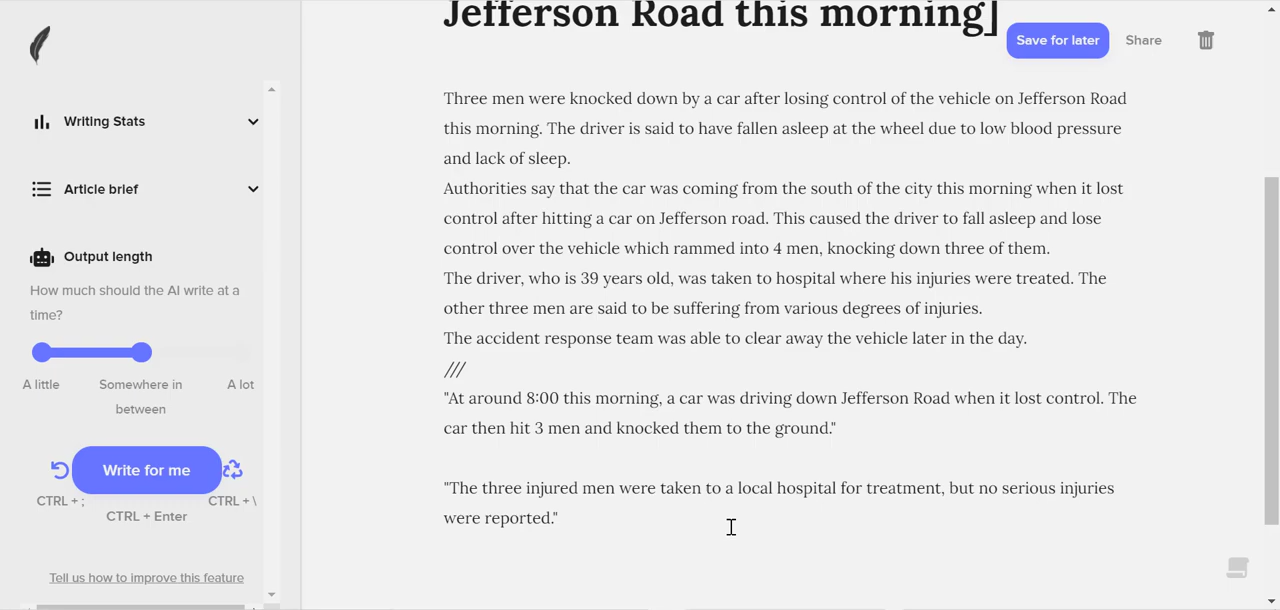 Jefferson Road this morning]
Save for later
Share
Writing Stats
Article brief
Output length
How much should the AI write at a
time?
A little
Somewhere in
between
A lot
Write for me
CTRL + ;
CTRL + Enter
CTRL + \
Tell us how to improve this feature
Three men were knocked down by a car after losing control of the vehicle on Jefferson Road
this morning. The driver is said to have fallen asleep at the wheel due to low blood pressure
and lack of sleep.
Authorities say that the car was coming from the south of the city this morning when it lost
control after hitting a car on Jefferson road. This caused the driver to fall asleep and lose
control over the vehicle which rammed into 4 men, knocking down three of them.
The driver, who is 39 years old, was taken to hospital where his injuries were treated. The
other three men are said to be suffering from various degrees of injuries.
The accident response team was able to clear away the vehicle later in the day.
///
"At around 8:00 this morning, a car was driving down Jefferson Road when it lost control. The
car then hit 3 men and knocked them to the ground."
"The three injured men were taken to a local hospital for treatment, but no serious injuries
were reported."